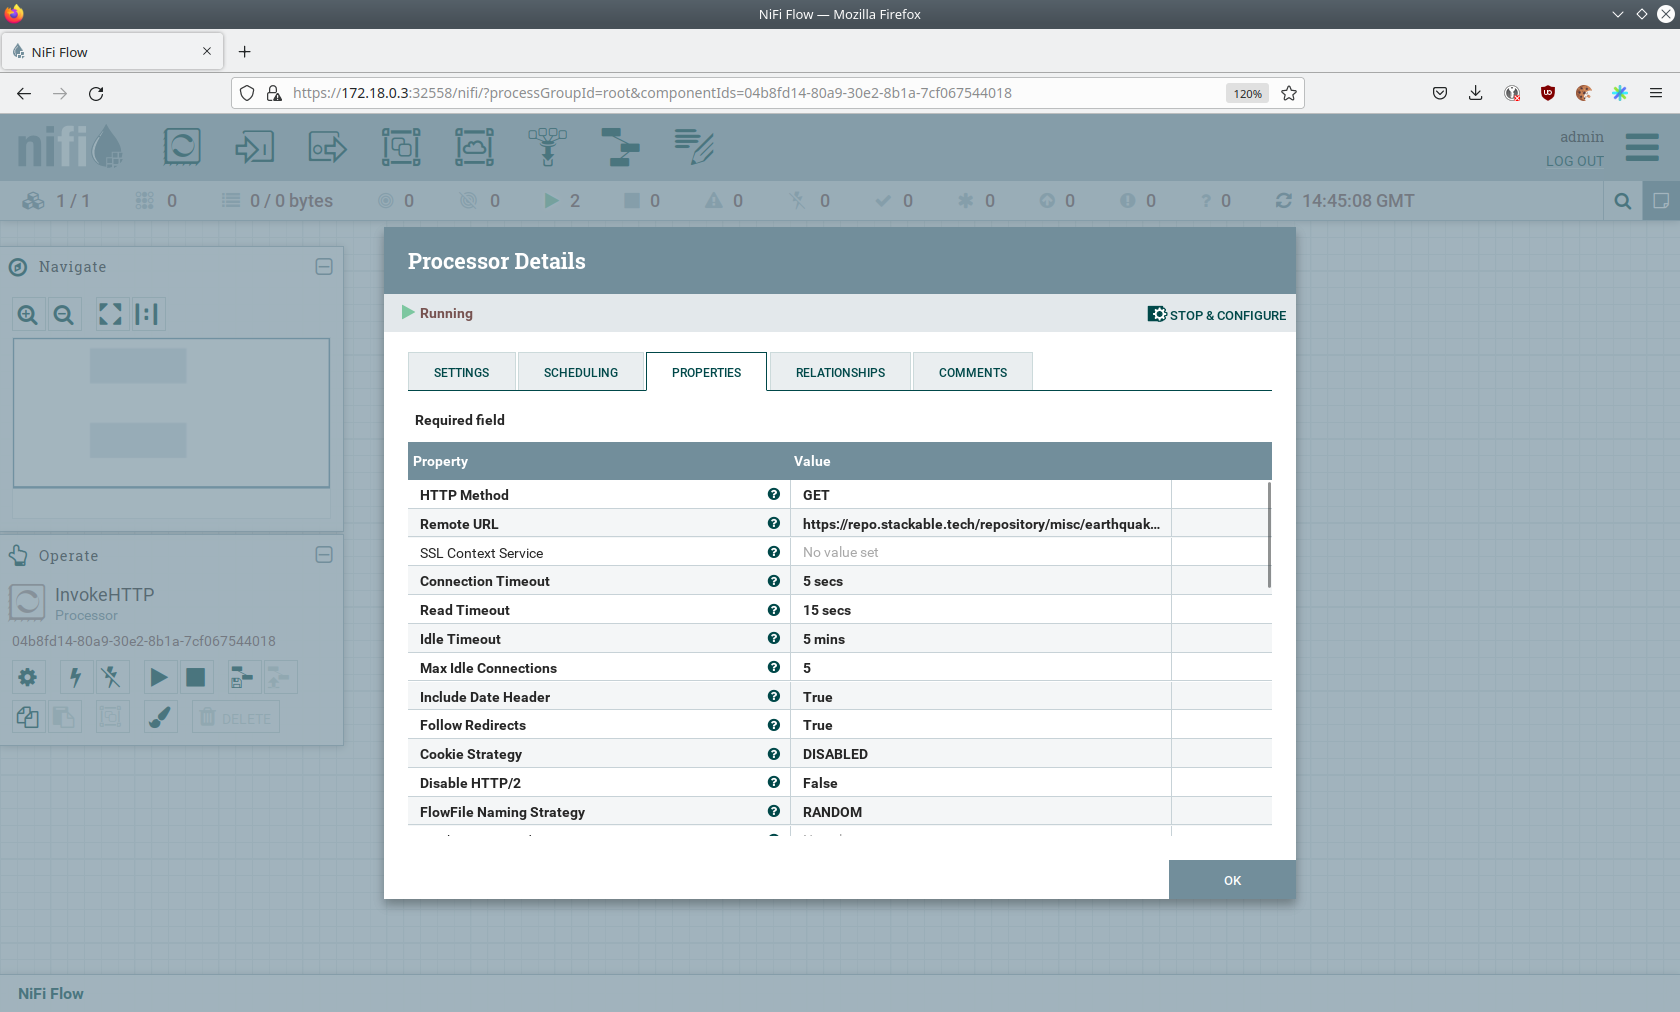 NiFi Flow — Mozilla Firefox
NiFi Flow
https://172.18.0.3:32558/nifi/?processGroupId=root&componentIds=04b8fd14-80a9-30e2-8b1a-7cf067544018
120%
nifi
admin
LOG OUT
1 / 1 0 0 / 0 bytes 0 0 2 0 0 0 0 0 0 0 0 14:45:08 GMT
Navigate
Operate
InvokeHTTP
Processor
04b8fd14-80a9-30e2-8b1a-7cf067544018
DELETE
Processor Details
Running
STOP & CONFIGURE
SETTINGS SCHEDULING PROPERTIES RELATIONSHIPS COMMENTS
Required field
Property Value
HTTP Method GET
Remote URL https://repo.stackable.tech/repository/misc/earthquak...
SSL Context Service No value set
Connection Timeout 5 secs
Read Timeout 15 secs
Idle Timeout 5 mins
Max Idle Connections 5
Include Date Header True
Follow Redirects True
Cookie Strategy DISABLED
Disable HTTP/2 False
FlowFile Naming Strategy RANDOM
OK
NiFi Flow